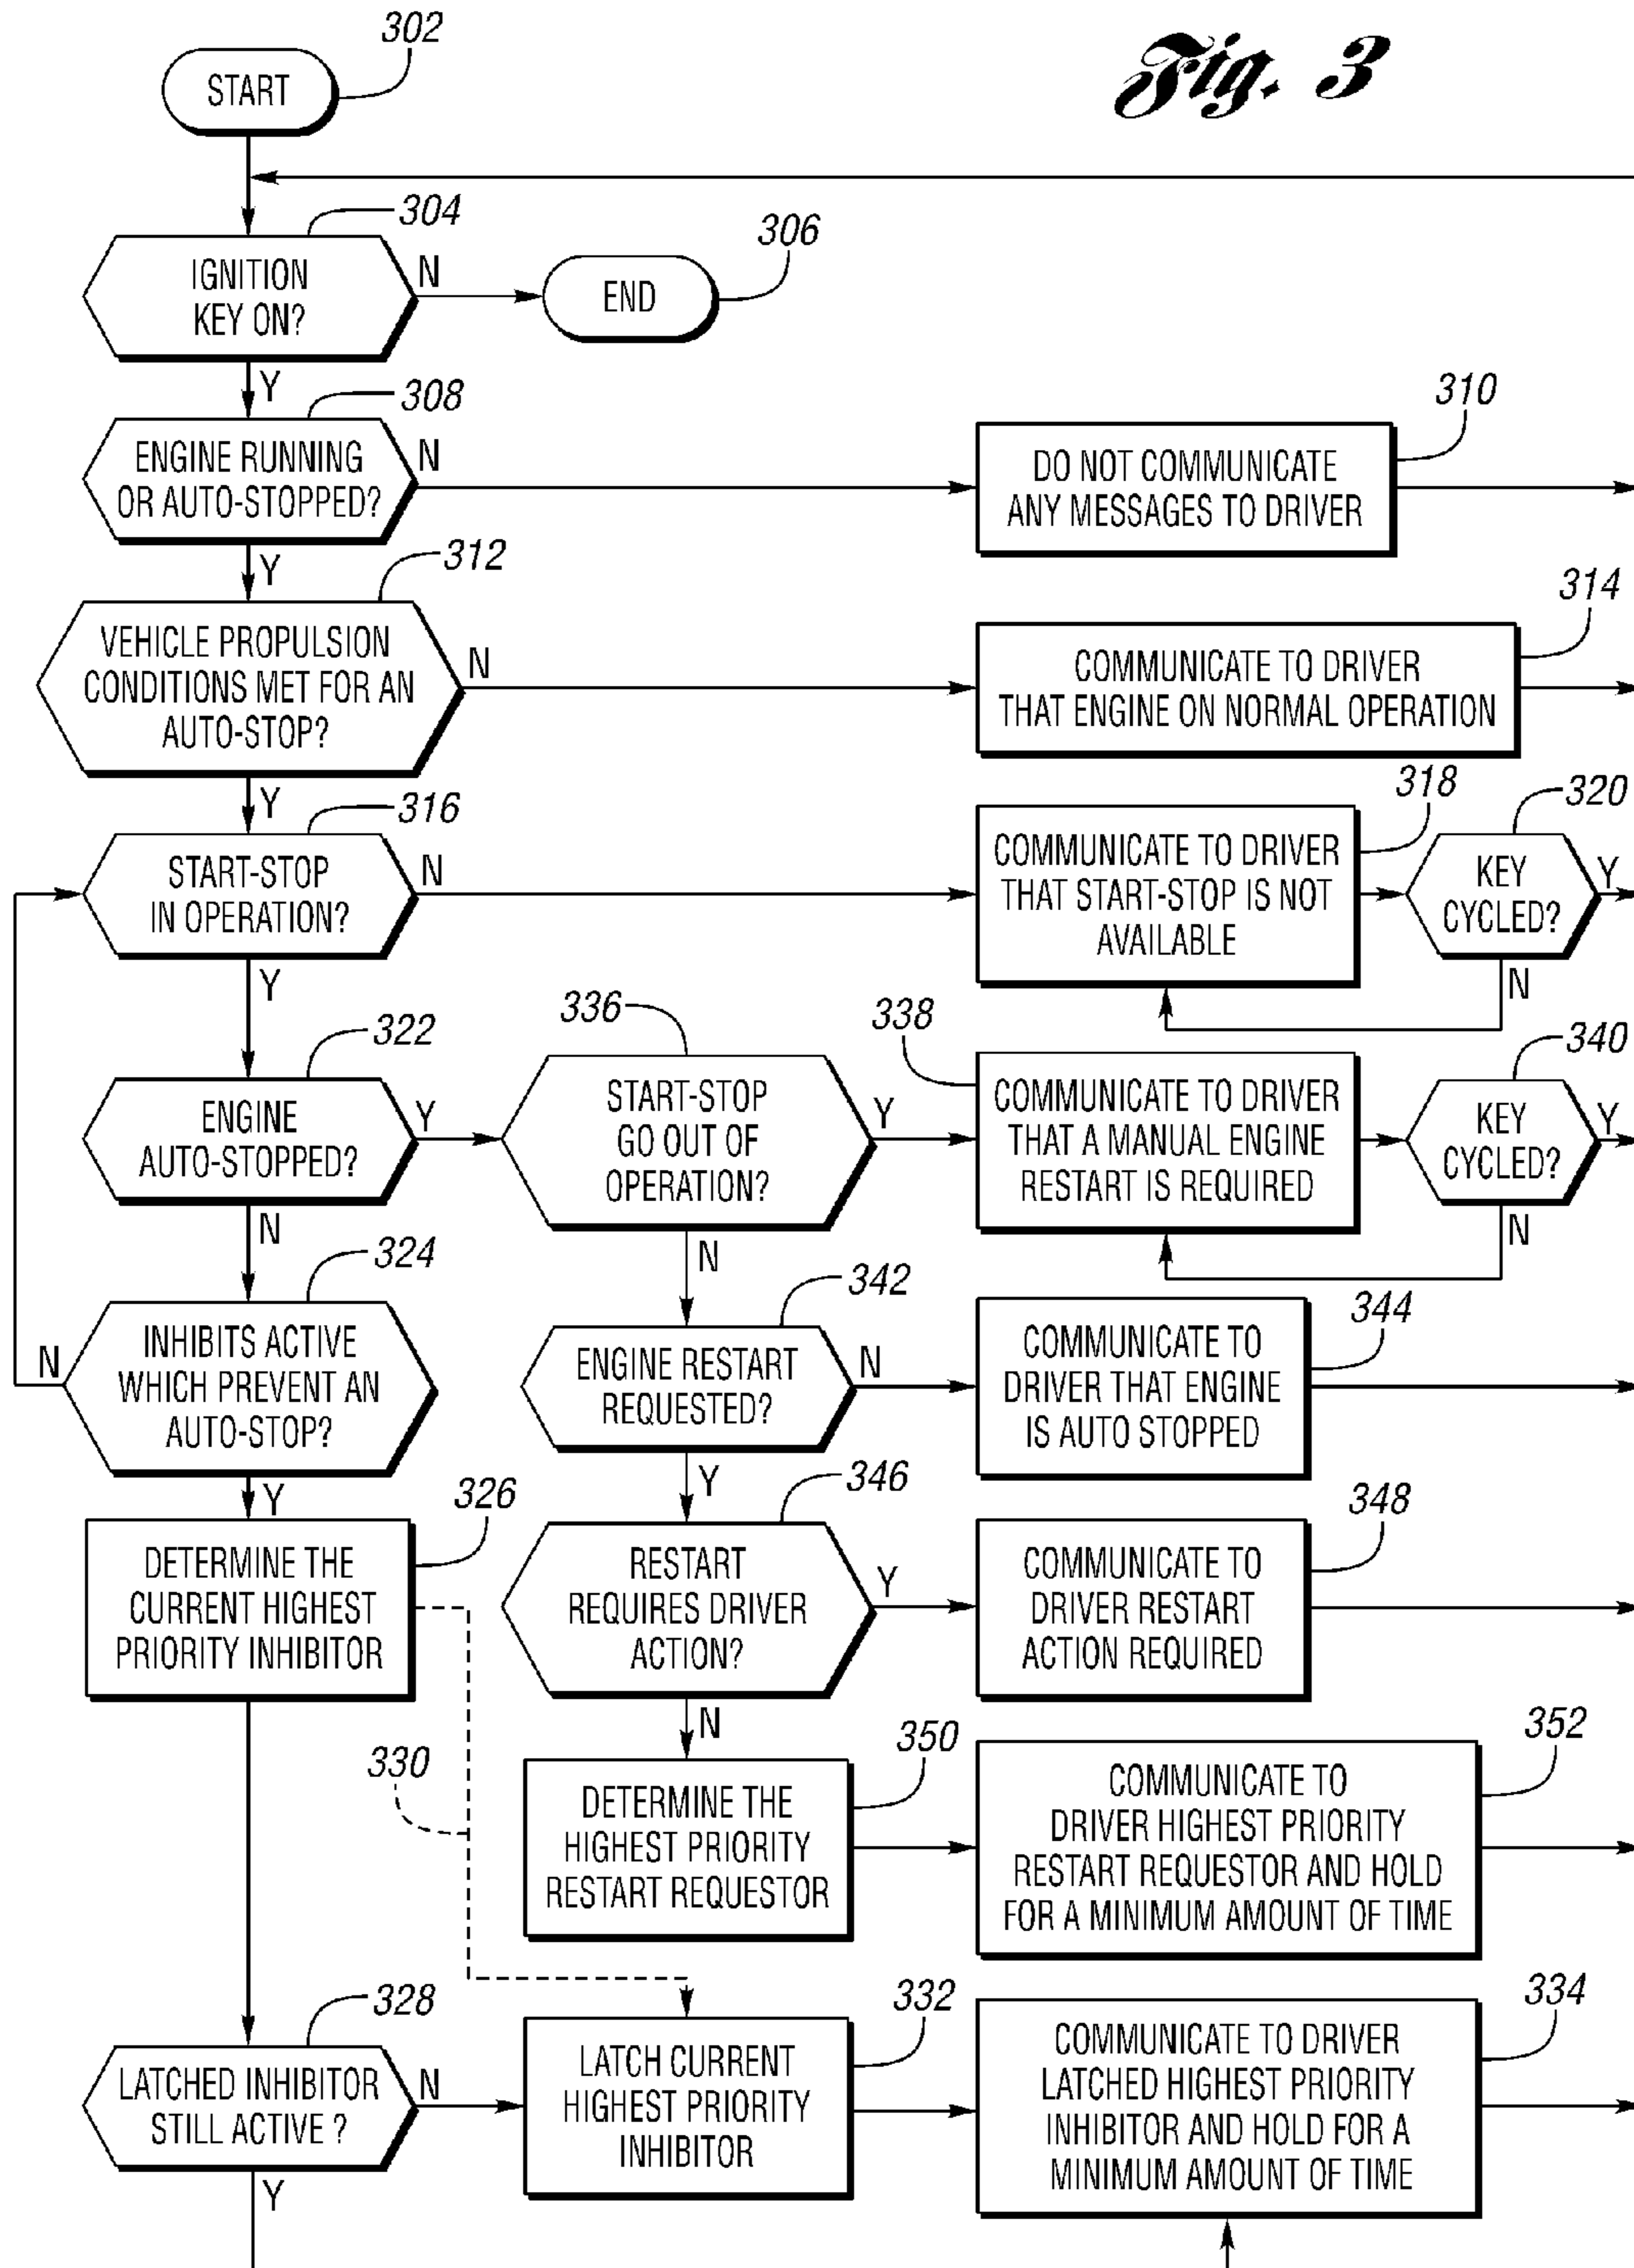 Fig. 3
302
START
304
IGNITION
KEY ON?
N
306
END
Y
308
ENGINE RUNNING
OR AUTO-STOPPED?
N
310
DO NOT COMMUNICATE
ANY MESSAGES TO DRIVER
Y
312
VEHICLE PROPULSION
CONDITIONS MET FOR AN
AUTO-STOP?
N
314
COMMUNICATE TO DRIVER
THAT ENGINE ON NORMAL OPERATION
Y
316
START-STOP
IN OPERATION?
N
318
COMMUNICATE TO DRIVER
THAT START-STOP IS NOT
AVAILABLE
320
KEY
CYCLED?
Y
N
Y
322
ENGINE
AUTO-STOPPED?
Y
336
START-STOP
GO OUT OF
OPERATION?
Y
338
COMMUNICATE TO DRIVER
THAT A MANUAL ENGINE
RESTART IS REQUIRED
340
KEY
CYCLED?
Y
N
N
324
INHIBITS ACTIVE
WHICH PREVENT AN
AUTO-STOP?
N
N
342
ENGINE RESTART
REQUESTED?
N
344
COMMUNICATE TO
DRIVER THAT ENGINE
IS AUTO STOPPED
Y
326
DETERMINE THE
CURRENT HIGHEST
PRIORITY INHIBITOR
Y
346
RESTART
REQUIRES DRIVER
ACTION?
Y
348
COMMUNICATE TO
DRIVER RESTART
ACTION REQUIRED
N
330
350
DETERMINE THE
HIGHEST PRIORITY
RESTART REQUESTOR
352
COMMUNICATE TO
DRIVER HIGHEST PRIORITY
RESTART REQUESTOR AND HOLD
FOR A MINIMUM AMOUNT OF TIME
328
LATCHED INHIBITOR
STILL ACTIVE ?
N
332
LATCH CURRENT
HIGHEST PRIORITY
INHIBITOR
334
COMMUNICATE TO DRIVER
LATCHED HIGHEST PRIORITY
INHIBITOR AND HOLD FOR A
MINIMUM AMOUNT OF TIME
Y